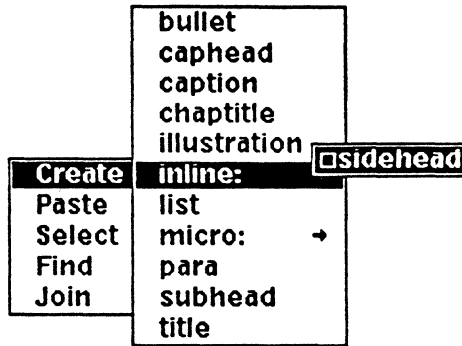 bullet
caphead
caption
chaptitle
illustration
inline:
list
micro: →
para
subhead
title
Create
Paste
Select
Find
Join
□sidehead